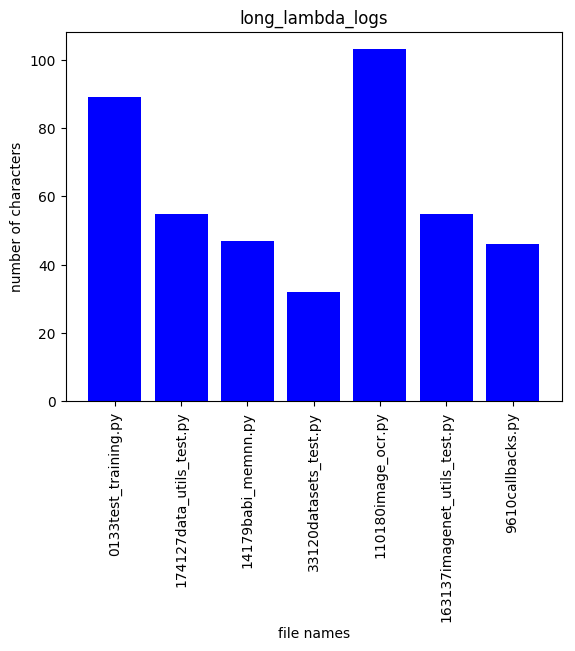 long_lambda_logs
number of characters
100
80
60
40
20
0
0133test_training.py
174127data_utils_test.py
14179babi_memnn.py
33120datasets_test.py
110180image_ocr.py
163137imagenet_utils_test.py
9610callbacks.py
file names